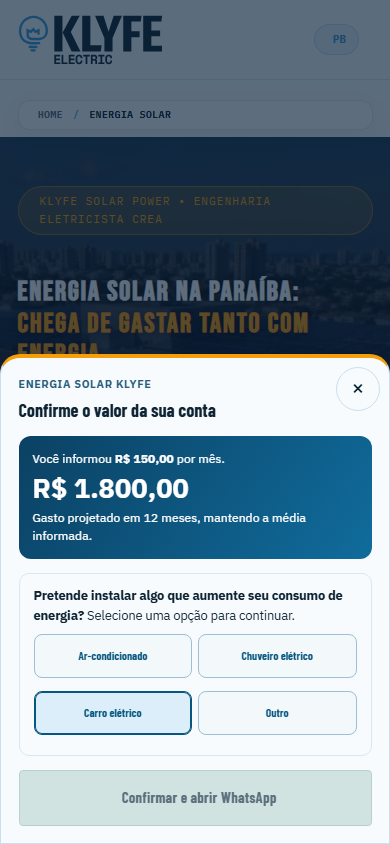 KLYFE
ELECTRIC
PB
HOME / ENERGIA SOLAR
KLYFE SOLAR POWER • ENGENHARIA
ELETRICISTA CREA
ENERGIA SOLAR NA PARAÍBA:
CHEGA DE GASTAR TANTO COM
ENERGIA
ENERGIA SOLAR KLYFE
Confirme o valor da sua conta
×
Você informou R$ 150,00 por mês.
R$ 1.800,00
Gasto projetado em 12 meses, mantendo a média
informada.
Pretende instalar algo que aumente seu consumo de
energia? Selecione uma opção para continuar.
Ar-condicionado
Chuveiro elétrico
Carro elétrico
Outro
Confirmar e abrir WhatsApp